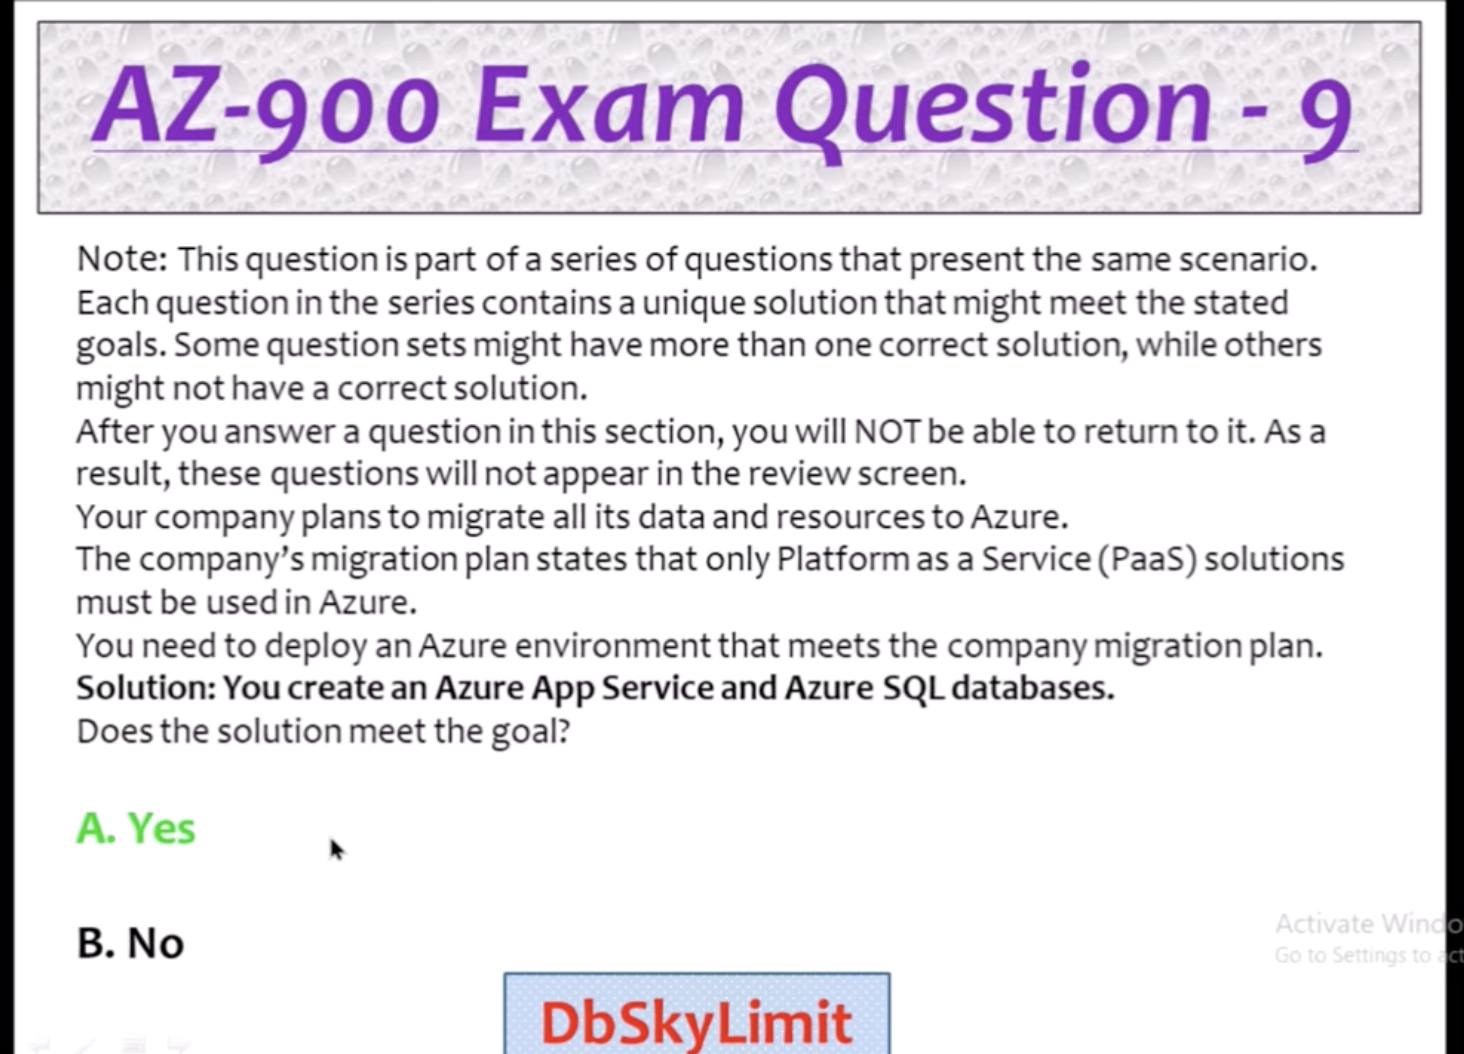 AZ-900 Exam Question - 9
Note: This question is part of a series of questions that present the same scenario.
Each question in the series contains a unique solution that might meet the stated
goals. Some question sets might have more than one correct solution, while others
might not have a correct solution.
After you answer a question in this section, you will NOT be able to return to it. As a
result, these questions will not appear in the review screen.
Your company plans to migrate all its data and resources to Azure.
The company's migration plan states that only Platform as a Service (PaaS) solutions
must be used in Azure.
You need to deploy an Azure environment that meets the company migration plan.
Solution: You create an Azure App Service and Azure SQL databases.
Does the solution meet the goal?
A. Yes
B. No
Activate Windo
Go to Settings to act
DbSkyLimit